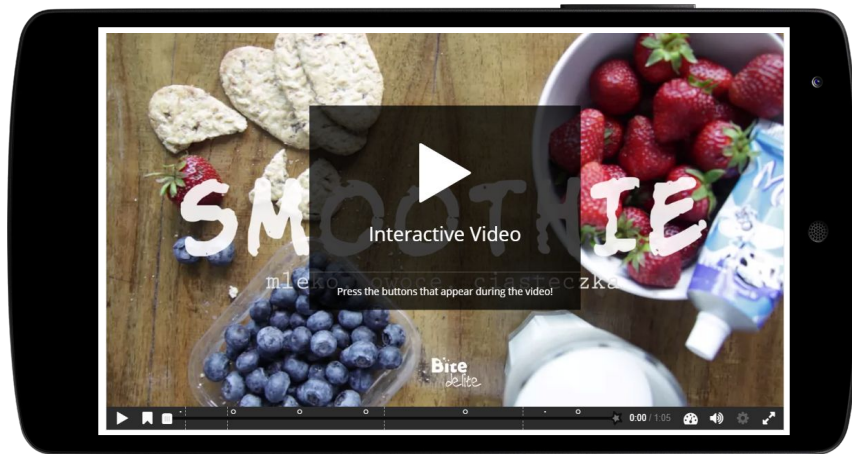 SMOOTHIE
Interactive Video
mleko owoce ciasteczka
Press the buttons that appear during the video!
Bite
delite
0:00 / 1:05